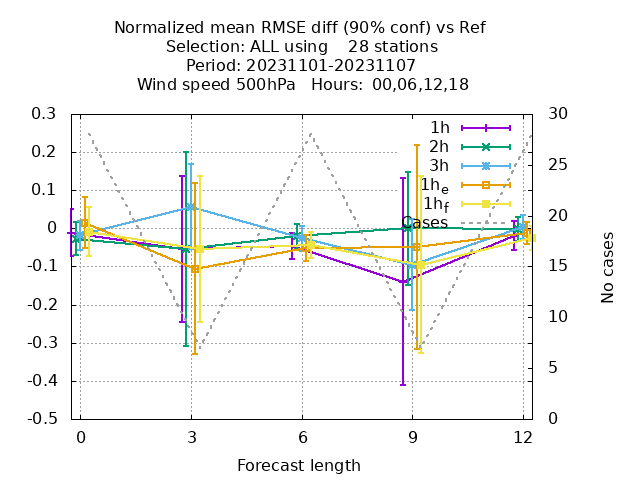 Normalized mean RMSE diff (90% conf) vs Ref
Selection: ALL using    28 stations
Period: 20231101-20231107
Wind speed 500hPa   Hours:  00,06,12,18
0.3
0.2
0.1
0
-0.1
-0.2
-0.3
-0.4
-0.5
1h
2h
3h
1he
1hf
Cases
30
25
20
15
10
5
0
No cases
0
3
6
9
12
Forecast length